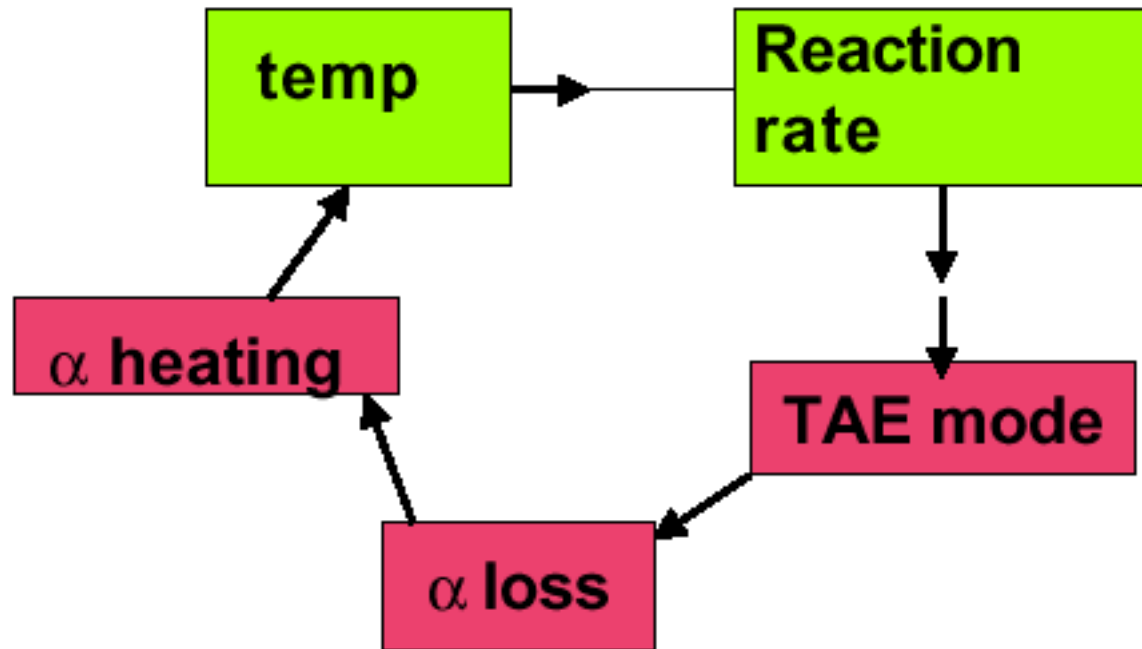 temp
Reaction
rate
α heating
TAE mode
α loss